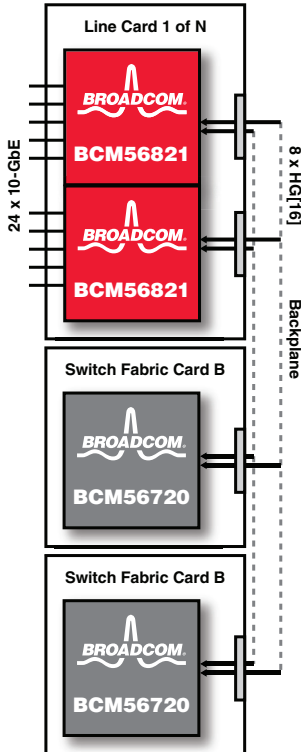 Line Card 1 of N
BROADCOM.
BCM56821
BROADCOM.
BCM56821
24 x 10-GbE
8 x HG[16]
Backplane
Switch Fabric Card B
BROADCOM.
BCM56720
Switch Fabric Card B
BROADCOM.
BCM56720